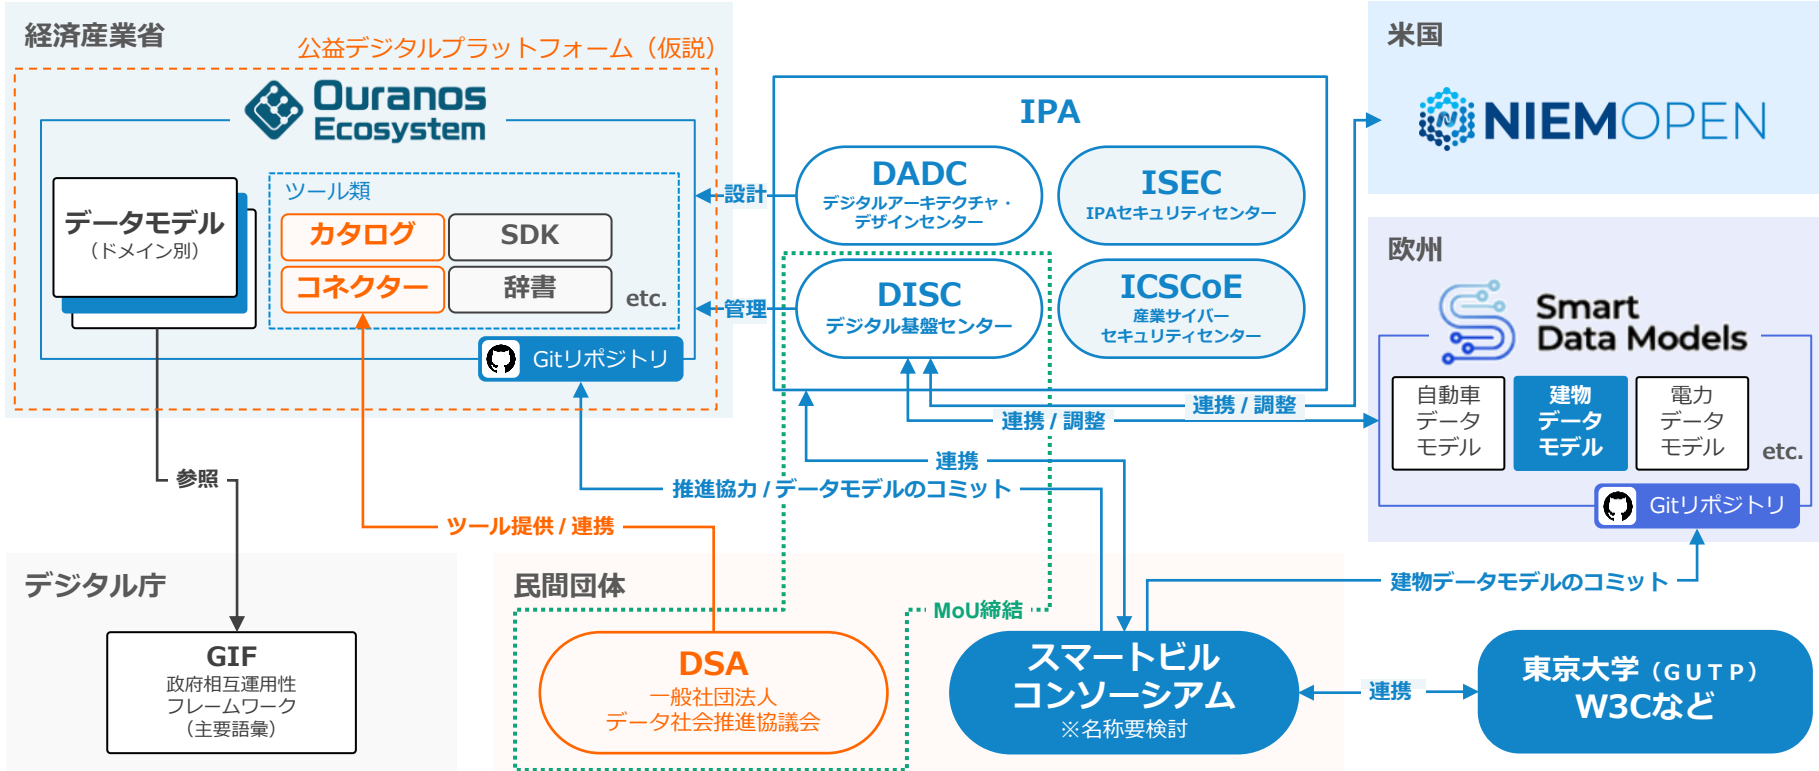 経済産業省
公益デジタルプラットフォーム（仮説）
Ouranos
Ecosystem
データモデル
（ドメイン別）
ツール類
カタログ
SDK
コネクター
辞書
etc.
Gitリポジトリ
設計
管理
IPA
DADC
デジタルアーキテクチャ・
デザインセンター
ISEC
IPAセキュリティセンター
DISC
デジタル基盤センター
ICSCoE
産業サイバー
セキュリティセンター
米国
NIEMOPEN
欧州
Smart
Data Models
自動車
データ
モデル
建物
データ
モデル
電力
データ
モデル
etc.
Gitリポジトリ
連携 / 調整
連携 / 調整
連携
推進協力 / データモデルのコミット
参照
ツール提供 / 連携
建物データモデルのコミット
デジタル庁
GIF
政府相互運用性
フレームワーク
（主要語彙）
民間団体
MoU締結
DSA
一般社団法人
データ社会推進協議会
スマートビル
コンソーシアム
※名称要検討
連携
東京大学（GUTP）
W3Cなど